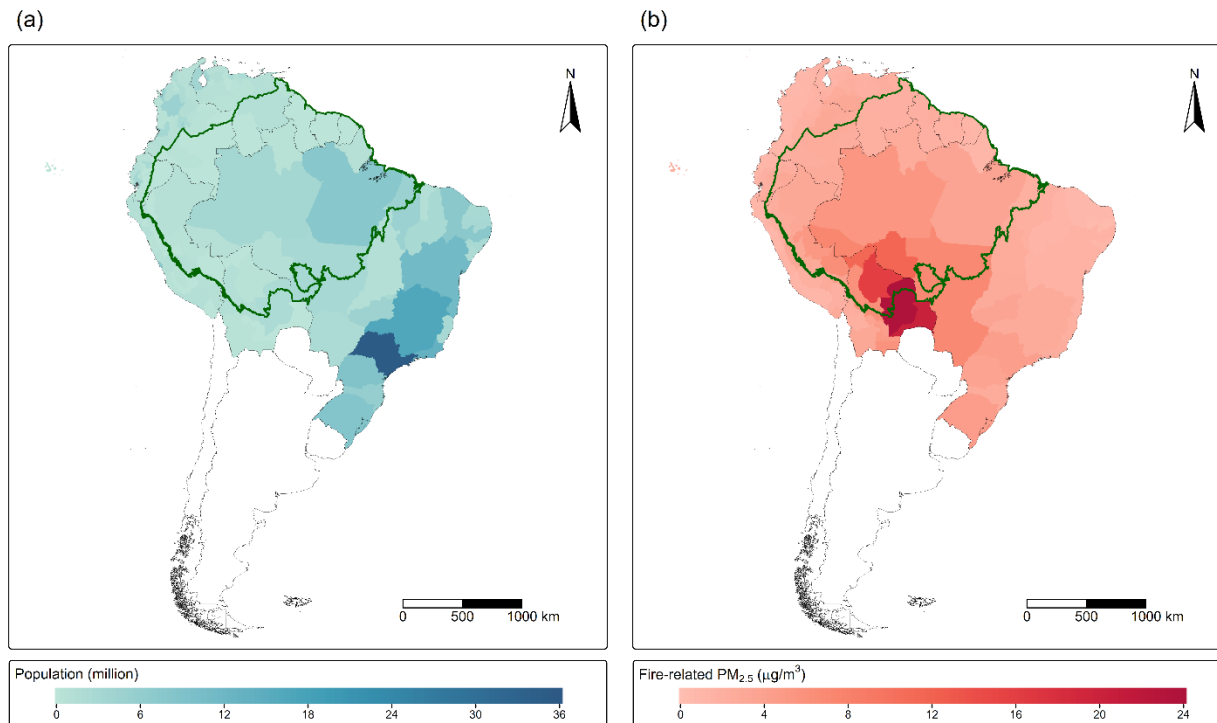 (a)
(b)
N
N
0 500 1000 km
0 500 1000 km
Population (million)
0 6 12 18 24 30 36
Fire-related PM2.5 (μg/m³)
0 4 8 12 16 20 24